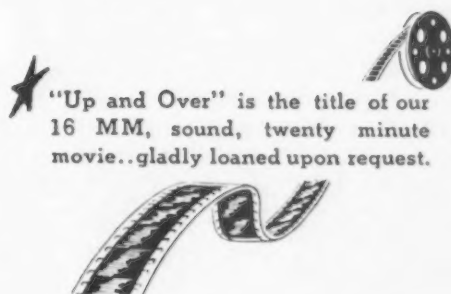 "Up and Over" is the title of our
16 MM, sound, twenty minute
movie..gladly loaned upon request.